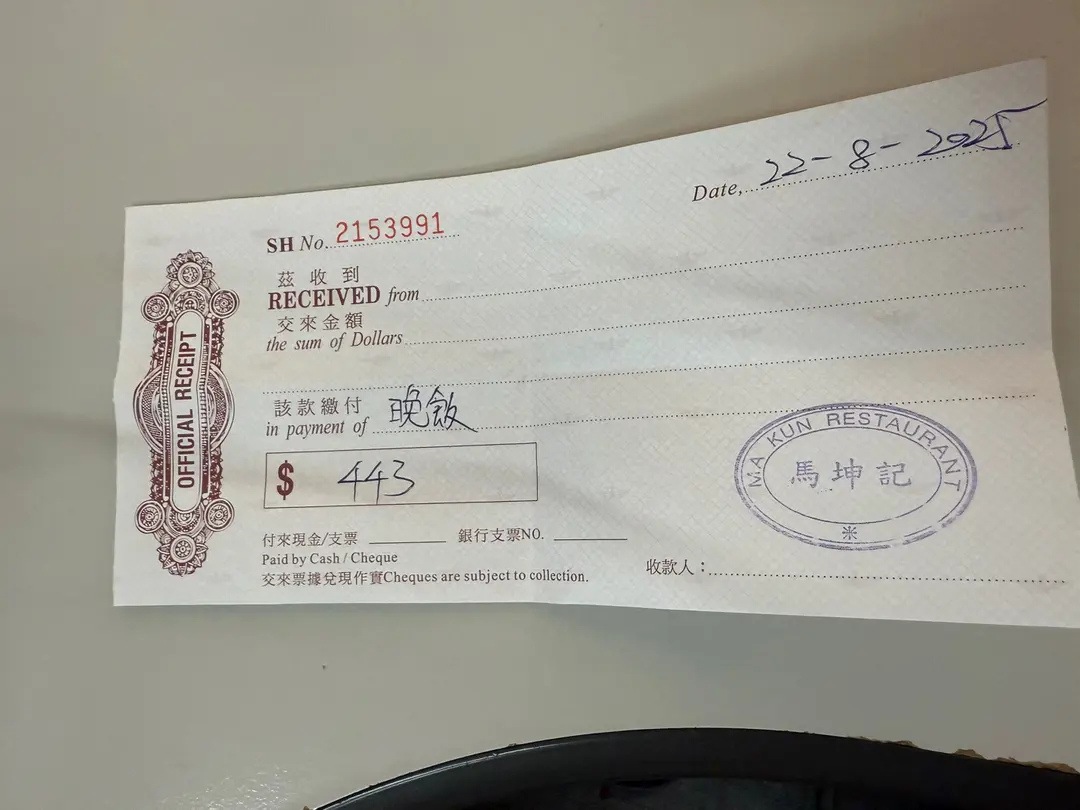 Date, 22-8-2025
SH No. 2153991
茲收到
RECEIVED from
交來金額
the sum of Dollars
OFFICIAL RECEIPT
該款繳付
in payment of 晚飯
$ 443
MA KUN RESTAURANT
馬坤記
付來現金/支票 銀行支票NO.
Paid by Cash / Cheque
交來票據兌現作實Cheques are subject to collection.
收款人：